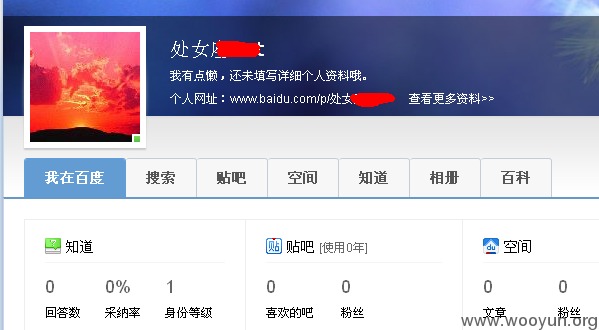 处女
我有点懒，还未填写详细个人资料哦。
个人网址：www.baidu.com/p/处女 查看更多资料>>
我在百度 搜索 贴吧 空间 知道 相册 百科
知道 贴 贴吧 [使用0年] du 空间
0 0% 1 0 0 0 0
回答数 采纳率 身份等级 喜欢的吧 粉丝 文章 粉丝
www.wooyun.org